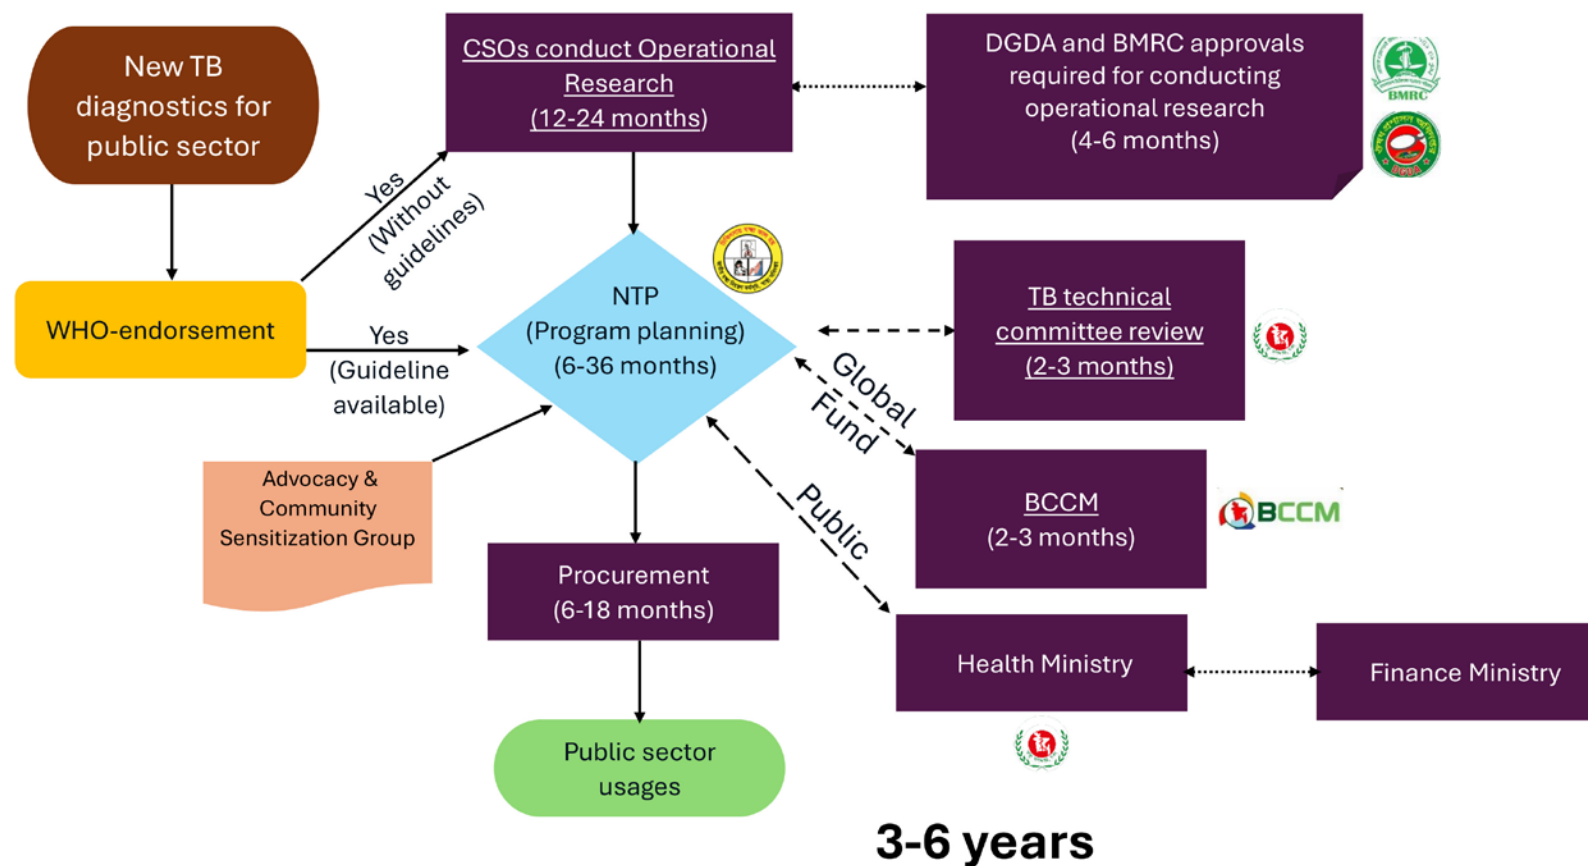 New TB
diagnostics for
public sector
CSOs conduct Operational
Research
(12-24 months)
DGDA and BMRC approvals
required for conducting
operational research
(4-6 months)
BMRC
DGDA
Yes
(Without
guidelines)
WHO-endorsement
Yes
(Guideline
available)
NTP
(Program planning)
(6-36 months)
TB technical
committee review
(2-3 months)
Global
Fund
Advocacy &
Community
Sensitization Group
BCCM
(2-3 months)
BCCM
Public
Procurement
(6-18 months)
Health Ministry
Finance Ministry
Public sector
usages
3-6 years